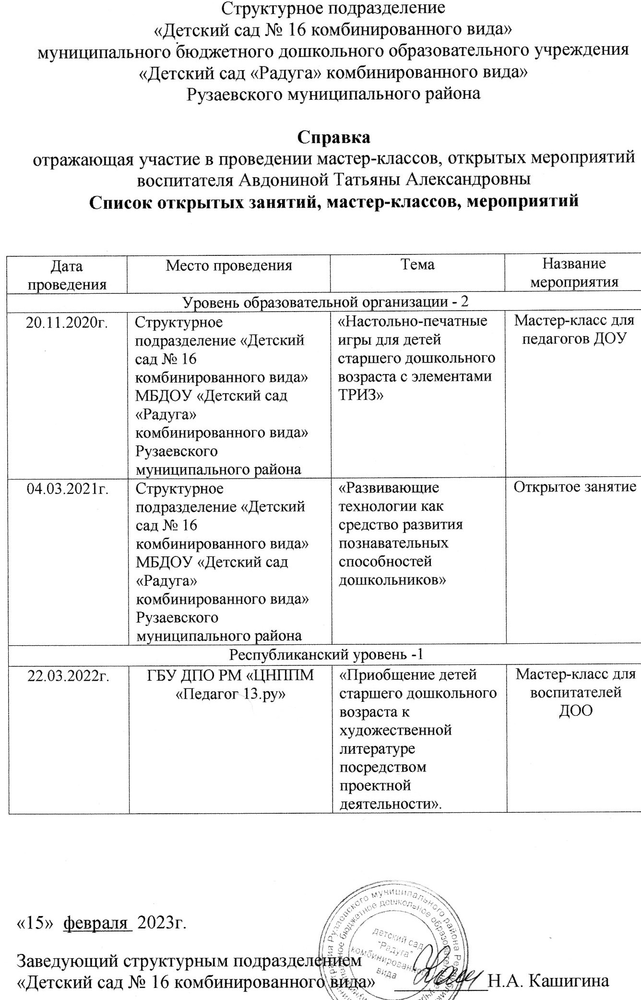 Структурное подразделение
«Детский сад № 16 комбинированного вида»
муниципального бюджетного дошкольного образовательного учреждения
«Детский сад «Радуга» комбинированного вида»
Рузаевского муниципального района
Справка
отражающая участие в проведении мастер-классов, открытых мероприятий
воспитателя Авдониной Татьяны Александровны
Список открытых занятий, мастер-классов, мероприятий
Дата
проведения
Место проведения
Тема
Название
мероприятия
Уровень образовательной организации - 2
20.11.2020г.
Структурное
подразделение «Детский
сад № 16
комбинированного вида»
МБДОУ «Детский сад
«Радуга»
комбинированного вида»
Рузаевского
муниципального района
«Настольно-печатные
игры для детей
старшего дошкольного
возраста с элементами
ТРИЗ»
Мастер-класс для
педагогов ДОУ
04.03.2021г.
Структурное
подразделение «Детский
сад № 16
комбинированного вида»
МБДОУ «Детский сад
«Радуга»
комбинированного вида»
Рузаевского
муниципального района
«Развивающие
технологии как
средство развития
познавательных
способностей
дошкольников»
Открытое занятие
Республиканский уровень -1
22.03.2022г.
ГБУ ДПО РМ «ЦНППМ
«Педагог 13.ру»
«Приобщение детей
старшего дошкольного
возраста к
художественной
литературе
посредством
проектной
деятельности».
Мастер-класс для
воспитателей
ДОО
«15» февраля 2023г.
Заведующий структурным подразделением
«Детский сад № 16 комбинированного вида» Н.А. Кашигина
Рузаевского муниципального района
бюджетное дошкольное
детский сад
"Радуга"
комбинированного
вида